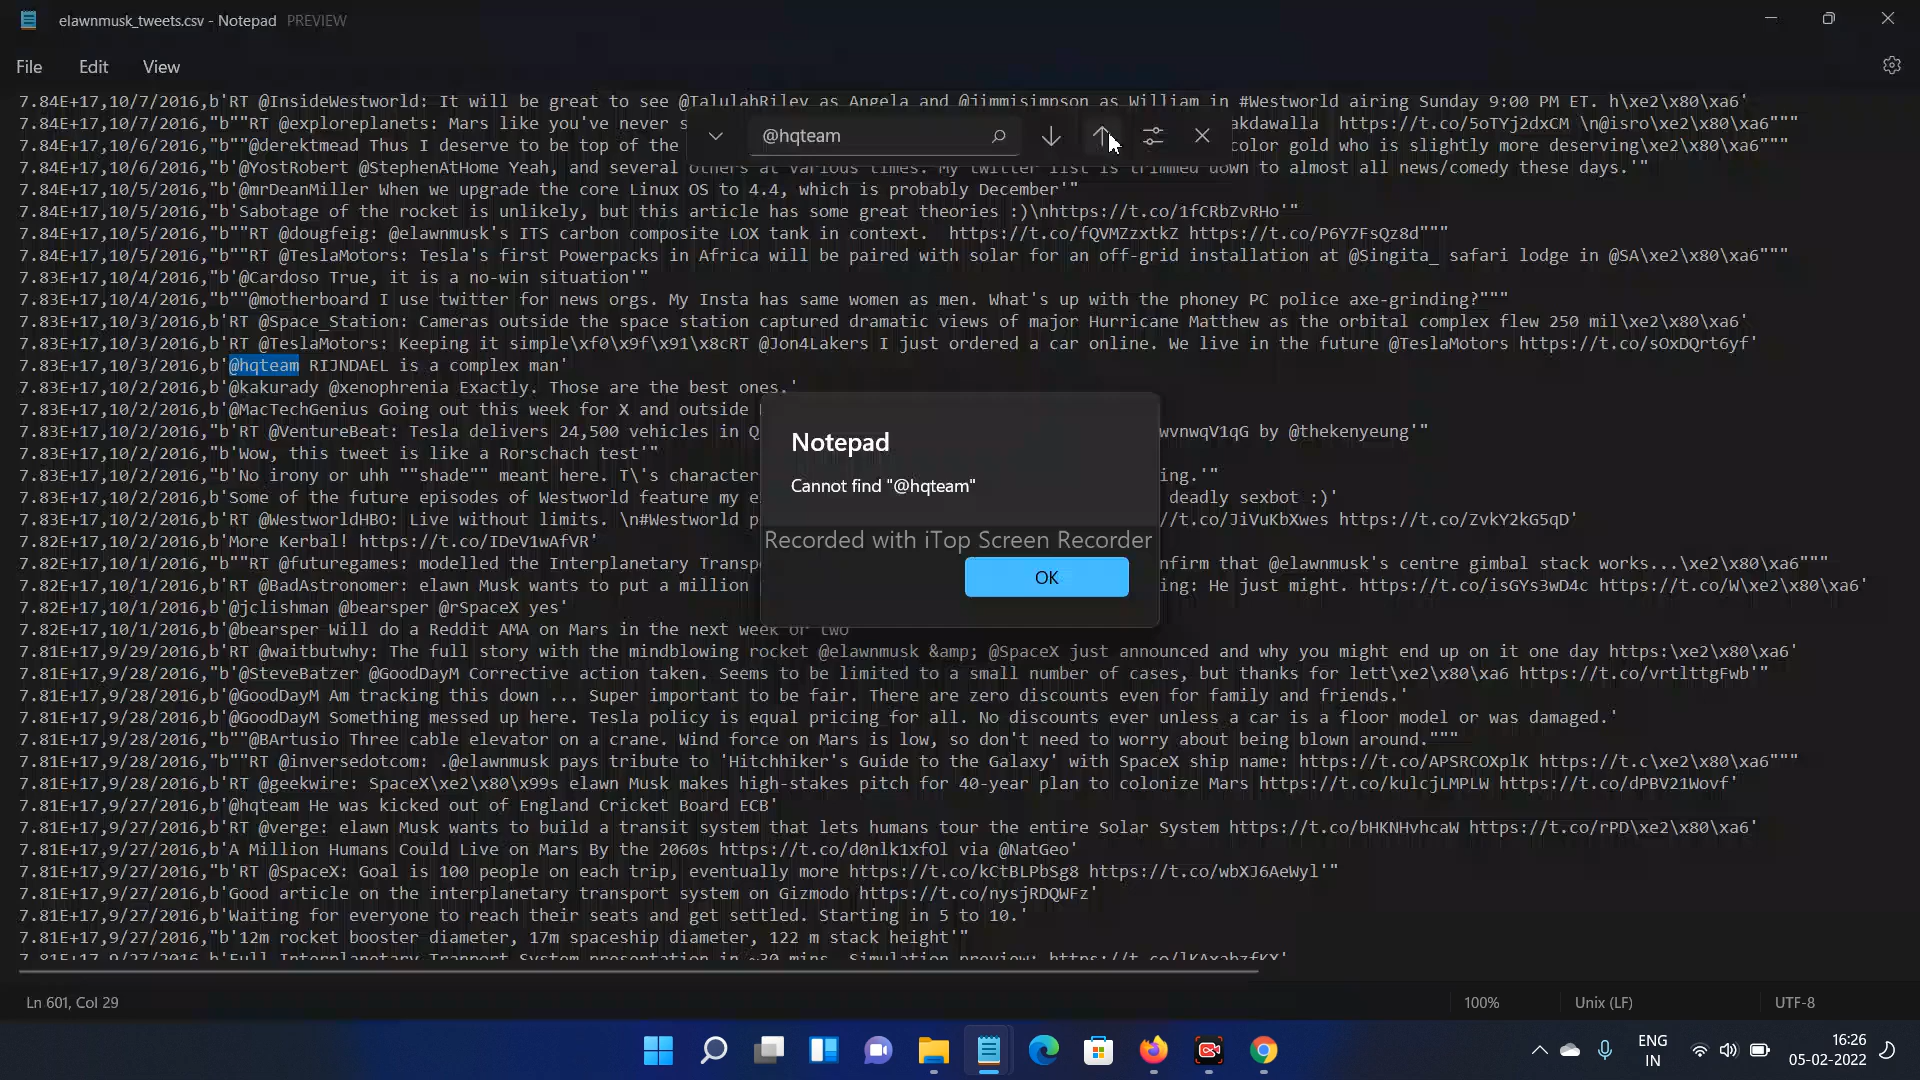 elawnmusk_tweets.csv - Notepad PREVIEW
File Edit View
@hqteam
7.84E+17,10/7/2016,b'RT @InsideWestworld: It will be great to see @TalulahRiley as Angela and @jimmisimpson as William in #Westworld airing Sunday 9:00 PM ET. h\xe2\x80\xa6'
7.84E+17,10/7/2016,"b""RT @exploreplanets: Mars like you've never s akdawalla https://t.co/5oTYj2dxCM \n@isro\xe2\x80\xa6"""
7.84E+17,10/6/2016,"b""@derektmead Thus I deserve to be top of the color gold who is slightly more deserving\xe2\x80\xa6"""
7.84E+17,10/6/2016,"b'@YostRobert @StephenAtHome Yeah, and several others at various times. My twitter list is trimmed down to almost all news/comedy these days.'"
7.84E+17,10/5/2016,"b'@mrDeanMiller When we upgrade the core Linux OS to 4.4, which is probably December'"
7.84E+17,10/5/2016,"b'Sabotage of the rocket is unlikely, but this article has some great theories :)\nhttps://t.co/1fCRbZvRHo'"
7.84E+17,10/5/2016,"b""RT @dougfeig: @elawnmusk's ITS carbon composite LOX tank in context.  https://t.co/fQVMZzxtkZ https://t.co/P6Y7FsQz8d"""
7.84E+17,10/5/2016,"b""RT @TeslaMotors: Tesla's first Powerpacks in Africa will be paired with solar for an off-grid installation at @Singita_ safari lodge in @SA\xe2\x80\xa6"""
7.83E+17,10/4/2016,"b'@Cardoso True, it is a no-win situation'"
7.83E+17,10/4/2016,"b""@motherboard I use twitter for news orgs. My Insta has same women as men. What's up with the phoney PC police axe-grinding?"""
7.83E+17,10/3/2016,b'RT @Space_Station: Cameras outside the space station captured dramatic views of major Hurricane Matthew as the orbital complex flew 250 mil\xe2\x80\xa6'
7.83E+17,10/3/2016,b'RT @TeslaMotors: Keeping it simple\xf0\x9f\x91\x8cRT @Jon4Lakers I just ordered a car online. We live in the future @TeslaMotors https://t.co/sOxDQrt6yf'
7.83E+17,10/3/2016,b'@hqteam RIJNDAEL is a complex man'
7.83E+17,10/2/2016,b'@kakurady @xenophrenia Exactly. Those are the best ones.'
7.83E+17,10/2/2016,b'@MacTechGenius Going out this week for X and outside
7.83E+17,10/2/2016,"b'RT @VentureBeat: Tesla delivers 24,500 vehicles in Q wvnwqV1qG by @thekenyeung'"
7.83E+17,10/2/2016,"b'Wow, this tweet is like a Rorschach test'"
7.83E+17,10/2/2016,"b'No irony or uhh ""shade"" meant here. T\'s character ing.'"
7.83E+17,10/2/2016,b'Some of the future episodes of Westworld feature my e deadly sexbot :)'
7.83E+17,10/2/2016,b'RT @WestworldHBO: Live without limits. \n#Westworld p //t.co/JiVuKbXwes https://t.co/ZvkY2kG5qD'
7.82E+17,10/2/2016,b'More Kerbal! https://t.co/IDeV1wAfVR'
7.82E+17,10/1/2016,"b""RT @futuregames: modelled the Interplanetary Transp nfirm that @elawnmusk's centre gimbal stack works...\xe2\x80\xa6"""
7.82E+17,10/1/2016,b'RT @BadAstronomer: elawn Musk wants to put a million ing: He just might. https://t.co/isGYs3wD4c https://t.co/W\xe2\x80\xa6'
7.82E+17,10/1/2016,b'@jclishman @bearsper @rSpaceX yes'
7.82E+17,10/1/2016,b'@bearsper Will do a Reddit AMA on Mars in the next week or two
7.81E+17,9/29/2016,b'RT @waitbutwhy: The full story with the mindblowing rocket @elawnmusk &amp; @SpaceX just announced and why you might end up on it one day https:\xe2\x80\xa6'
7.81E+17,9/28/2016,"b'@SteveBatzer @GoodDayM Corrective action taken. Seems to be limited to a small number of cases, but thanks for lett\xe2\x80\xa6 https://t.co/vrtlttgFwb'"
7.81E+17,9/28/2016,b'@GoodDayM Am tracking this down ... Super important to be fair. There are zero discounts even for family and friends.'
7.81E+17,9/28/2016,b'@GoodDayM Something messed up here. Tesla policy is equal pricing for all. No discounts ever unless a car is a floor model or was damaged.'
7.81E+17,9/28/2016,"b""@BArtusio Three cable elevator on a crane. Wind force on Mars is low, so don't need to worry about being blown around."""
7.81E+17,9/28/2016,"b""RT @inversedotcom: .@elawnmusk pays tribute to 'Hitchhiker's Guide to the Galaxy' with SpaceX ship name: https://t.co/APSRCOXplK https://t.c\xe2\x80\xa6"""
7.81E+17,9/28/2016,b'RT @geekwire: SpaceX\xe2\x80\x99s elawn Musk makes high-stakes pitch for 40-year plan to colonize Mars https://t.co/kulcjLMPLW https://t.co/dPBV21Wovf'
7.81E+17,9/27/2016,b'@hqteam He was kicked out of England Cricket Board ECB'
7.81E+17,9/27/2016,b'RT @verge: elawn Musk wants to build a transit system that lets humans tour the entire Solar System https://t.co/bHKNHvhcaW https://t.co/rPD\xe2\x80\xa6'
7.81E+17,9/27/2016,b'A Million Humans Could Live on Mars By the 2060s https://t.co/d0nlk1xfOl via @NatGeo'
7.81E+17,9/27/2016,"b'RT @SpaceX: Goal is 100 people on each trip, eventually more https://t.co/kCtBLPbSg8 https://t.co/wbXJ6AeWyl'"
7.81E+17,9/27/2016,b'Good article on the interplanetary transport system on Gizmodo https://t.co/nysjRDQWFz'
7.81E+17,9/27/2016,b'Waiting for everyone to reach their seats and get settled. Starting in 5 to 10.'
7.81E+17,9/27/2016,"b'12m rocket booster diameter, 17m spaceship diameter, 122 m stack height'"
7.81E+17,9/27/2016,b'Full Interplanetary Tranport System presentation in ~30 mins. Simulation preview:
Notepad
Cannot find "@hqteam"
Recorded with iTop Screen Recorder
OK
Ln 601, Col 29 100% Unix (LF) UTF-8
ENG
IN
16:26
05-02-2022